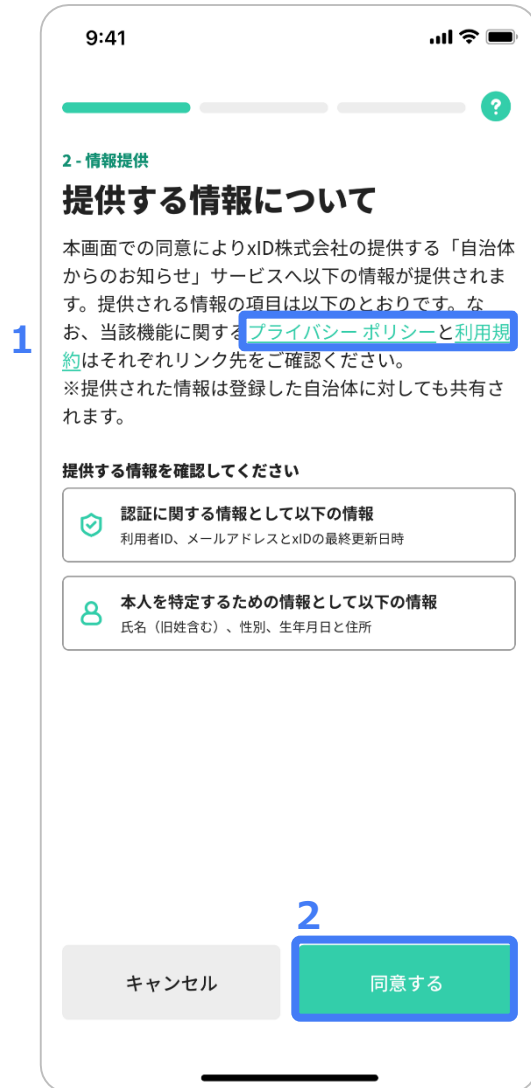 9:41
?
2 - 情報提供
提供する情報について
本画面での同意によりxID株式会社の提供する「自治体
からのお知らせ」サービスへ以下の情報が提供されま
す。提供される情報の項目は以下のとおりです。な
お、当該機能に関するプライバシー ポリシーと利用規
1
約はそれぞれリンク先をご確認ください。
※提供された情報は登録した自治体に対しても共有さ
れます。
提供する情報を確認してください
認証に関する情報として以下の情報
利用者ID、メールアドレスとxIDの最終更新日時
本人を特定するための情報として以下の情報
氏名（旧姓含む）、性別、生年月日と住所
2
キャンセル
同意する